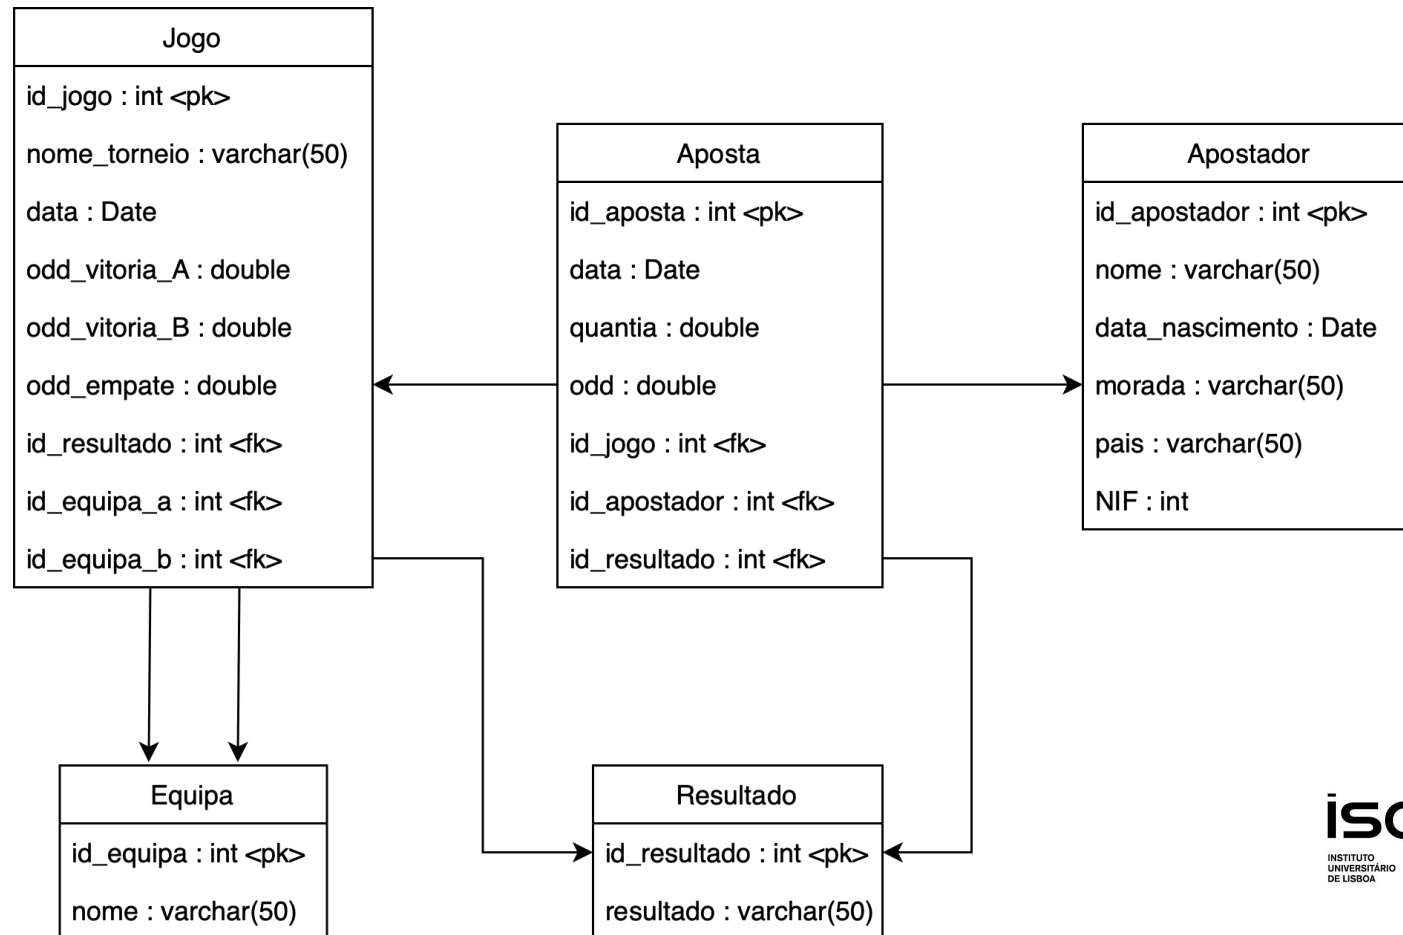 Jogo
id_jogo : int <pk>
nome_torneio : varchar(50)
data : Date
odd_vitoria_A : double
odd_vitoria_B : double
odd_empate : double
id_resultado : int <fk>
id_equipa_a : int <fk>
id_equipa_b : int <fk>
Aposta
id_aposta : int <pk>
data : Date
quantia : double
odd : double
id_jogo : int <fk>
id_apostador : int <fk>
id_resultado : int <fk>
Apostador
id_apostador : int <pk>
nome : varchar(50)
data_nascimento : Date
morada : varchar(50)
pais : varchar(50)
NIF : int
Equipa
id_equipa : int <pk>
nome : varchar(50)
Resultado
id_resultado : int <pk>
resultado : varchar(50)
INSTITUTO
UNIVERSITÁRIO
DE LISBOA